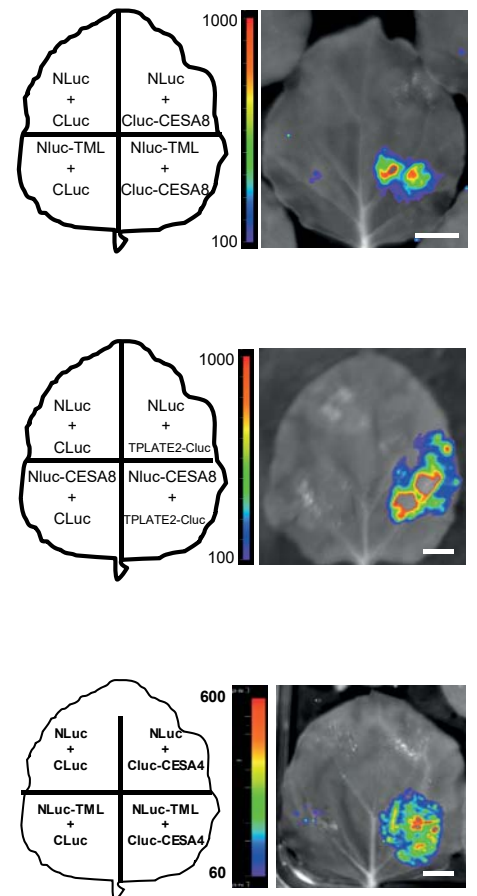 1000
NLuc
+
CLuc
NLuc
+
Cluc-CESA8
Nluc-TML
+
CLuc
Nluc-TML
+
Cluc-CESA8
100
1000
NLuc
+
CLuc
NLuc
+
TPLATE2-Cluc
Nluc-CESA8
+
CLuc
Nluc-CESA8
+
TPLATE2-Cluc
100
600
NLuc
+
CLuc
NLuc
+
Cluc-CESA4
NLuc-TML
+
CLuc
NLuc-TML
+
Cluc-CESA4
60